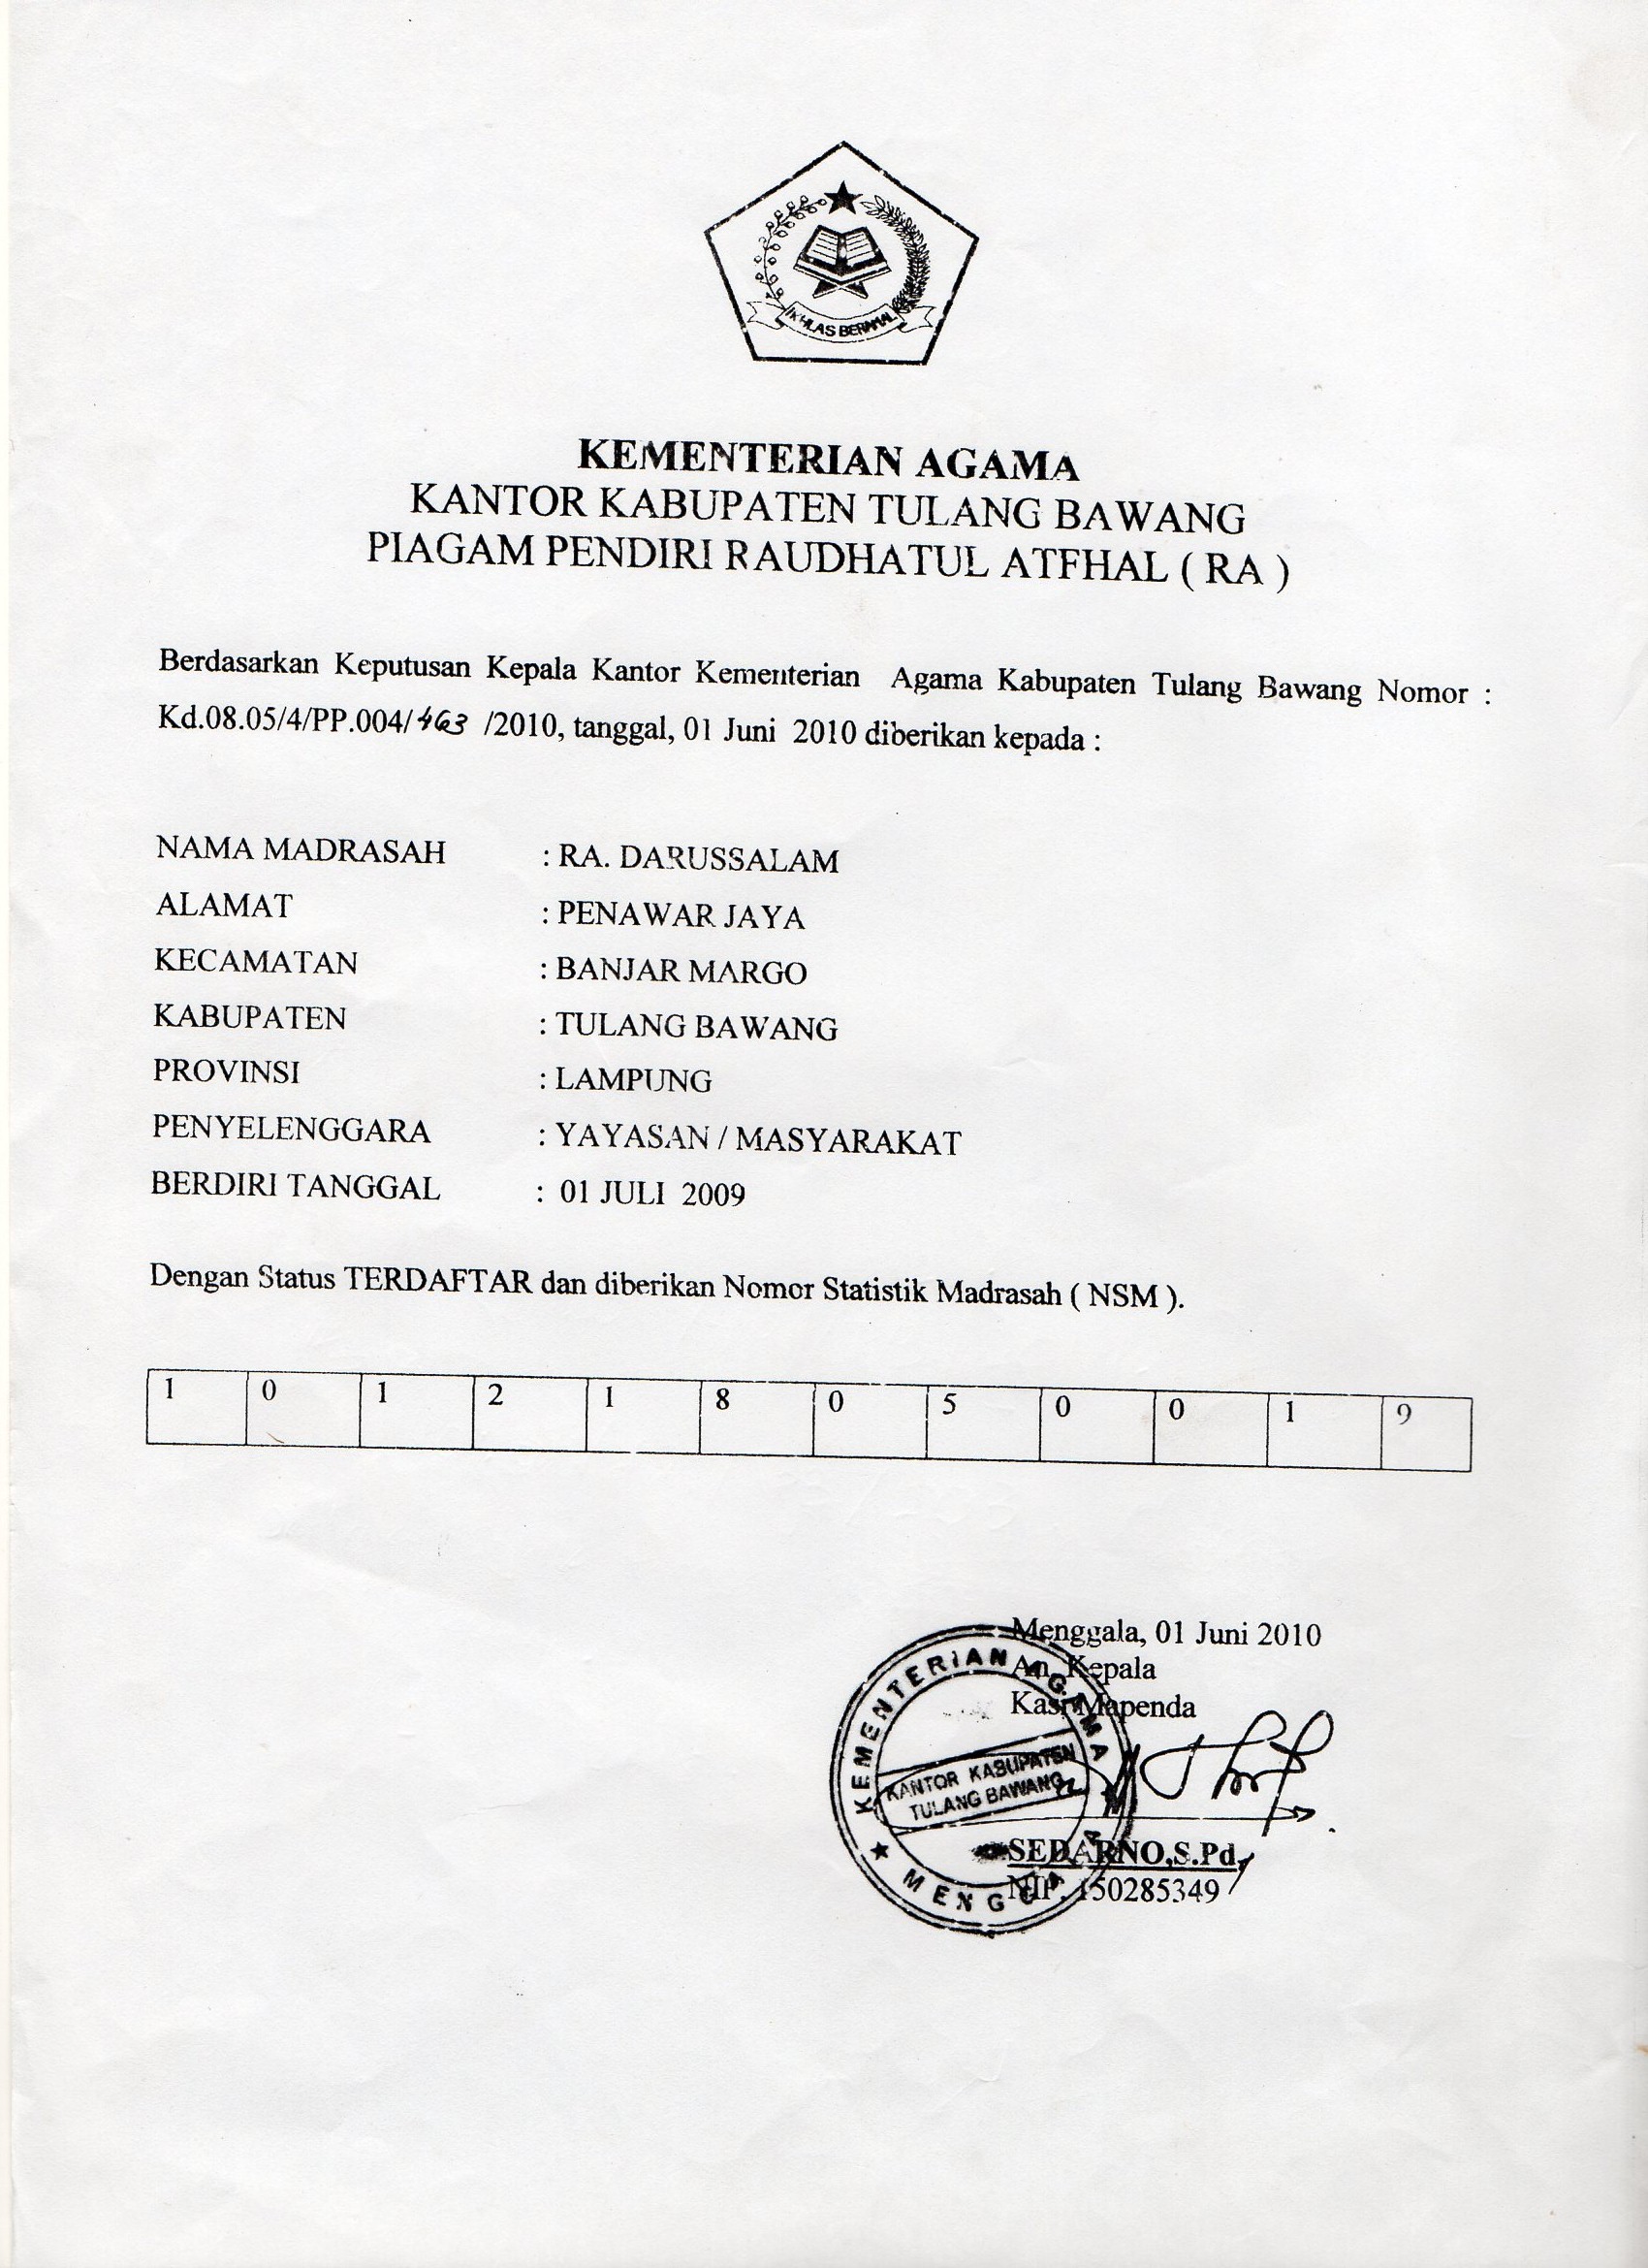 IKHLAS BERAMAL
KEMENTERIAN AGAMA
KANTOR KABUPATEN TULANG BAWANG
PIAGAM PENDIRI RAUDHATUL ATFHAL ( RA )
Berdasarkan Keputusan Kepala Kantor Kementerian Agama Kabupaten Tulang Bawang Nomor :
Kd.08.05/4/PP.004/463 /2010, tanggal, 01 Juni 2010 diberikan kepada :
NAMA MADRASAH : RA. DARUSSALAM
ALAMAT : PENAWAR JAYA
KECAMATAN : BANJAR MARGO
KABUPATEN : TULANG BAWANG
PROVINSI : LAMPUNG
PENYELENGGARA : YAYASAN / MASYARAKAT
BERDIRI TANGGAL : 01 JULI 2009
Dengan Status TERDAFTAR dan diberikan Nomor Statistik Madrasah ( NSM ).
1 0 1 2 1 8 0 5 0 0 1 9
Menggala, 01 Juni 2010
An. Kepala
Kasi Mapenda
KEMENTERIAN AGAMA
KANTOR KABUPATEN
TULANG BAWANG
MENGGALA
SEDARNO,S.Pd
NIP. 150285349